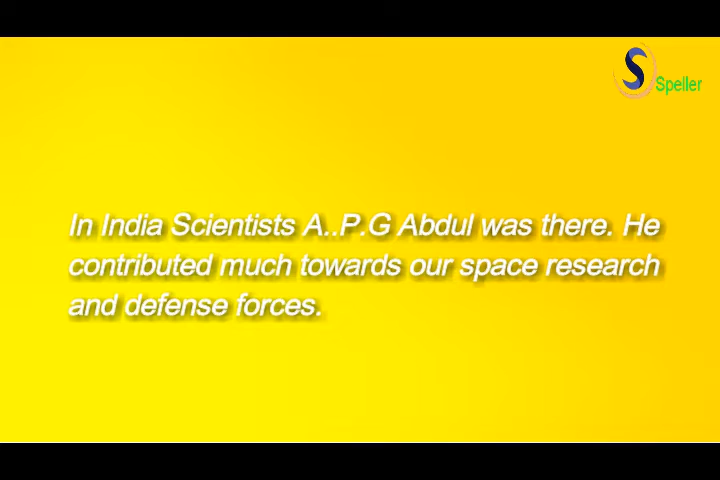 Speller
In India Scientists A..P.G Abdul was there. He
contributed much towards our space research
and defense forces.